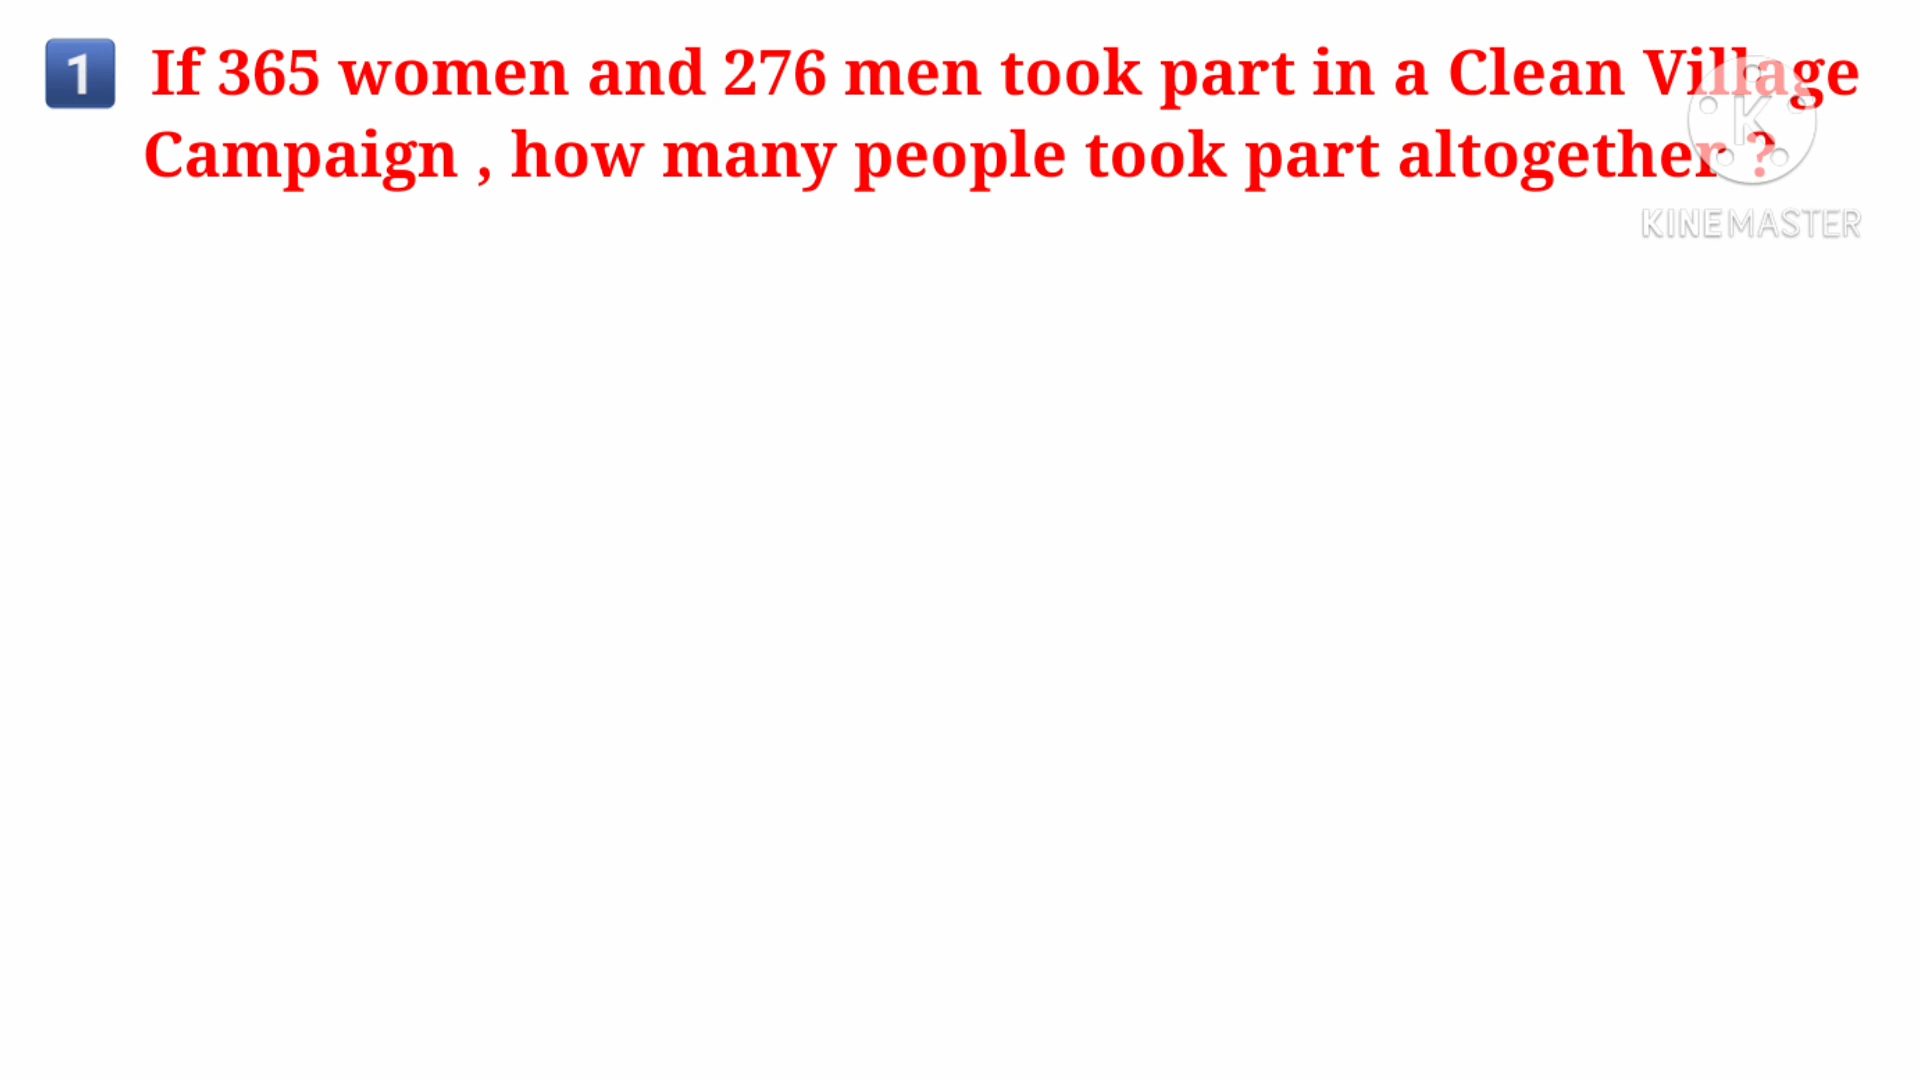 1 If 365 women and 276 men took part in a Clean Village
Campaign , how many people took part altogether ?
K
KINEMASTER